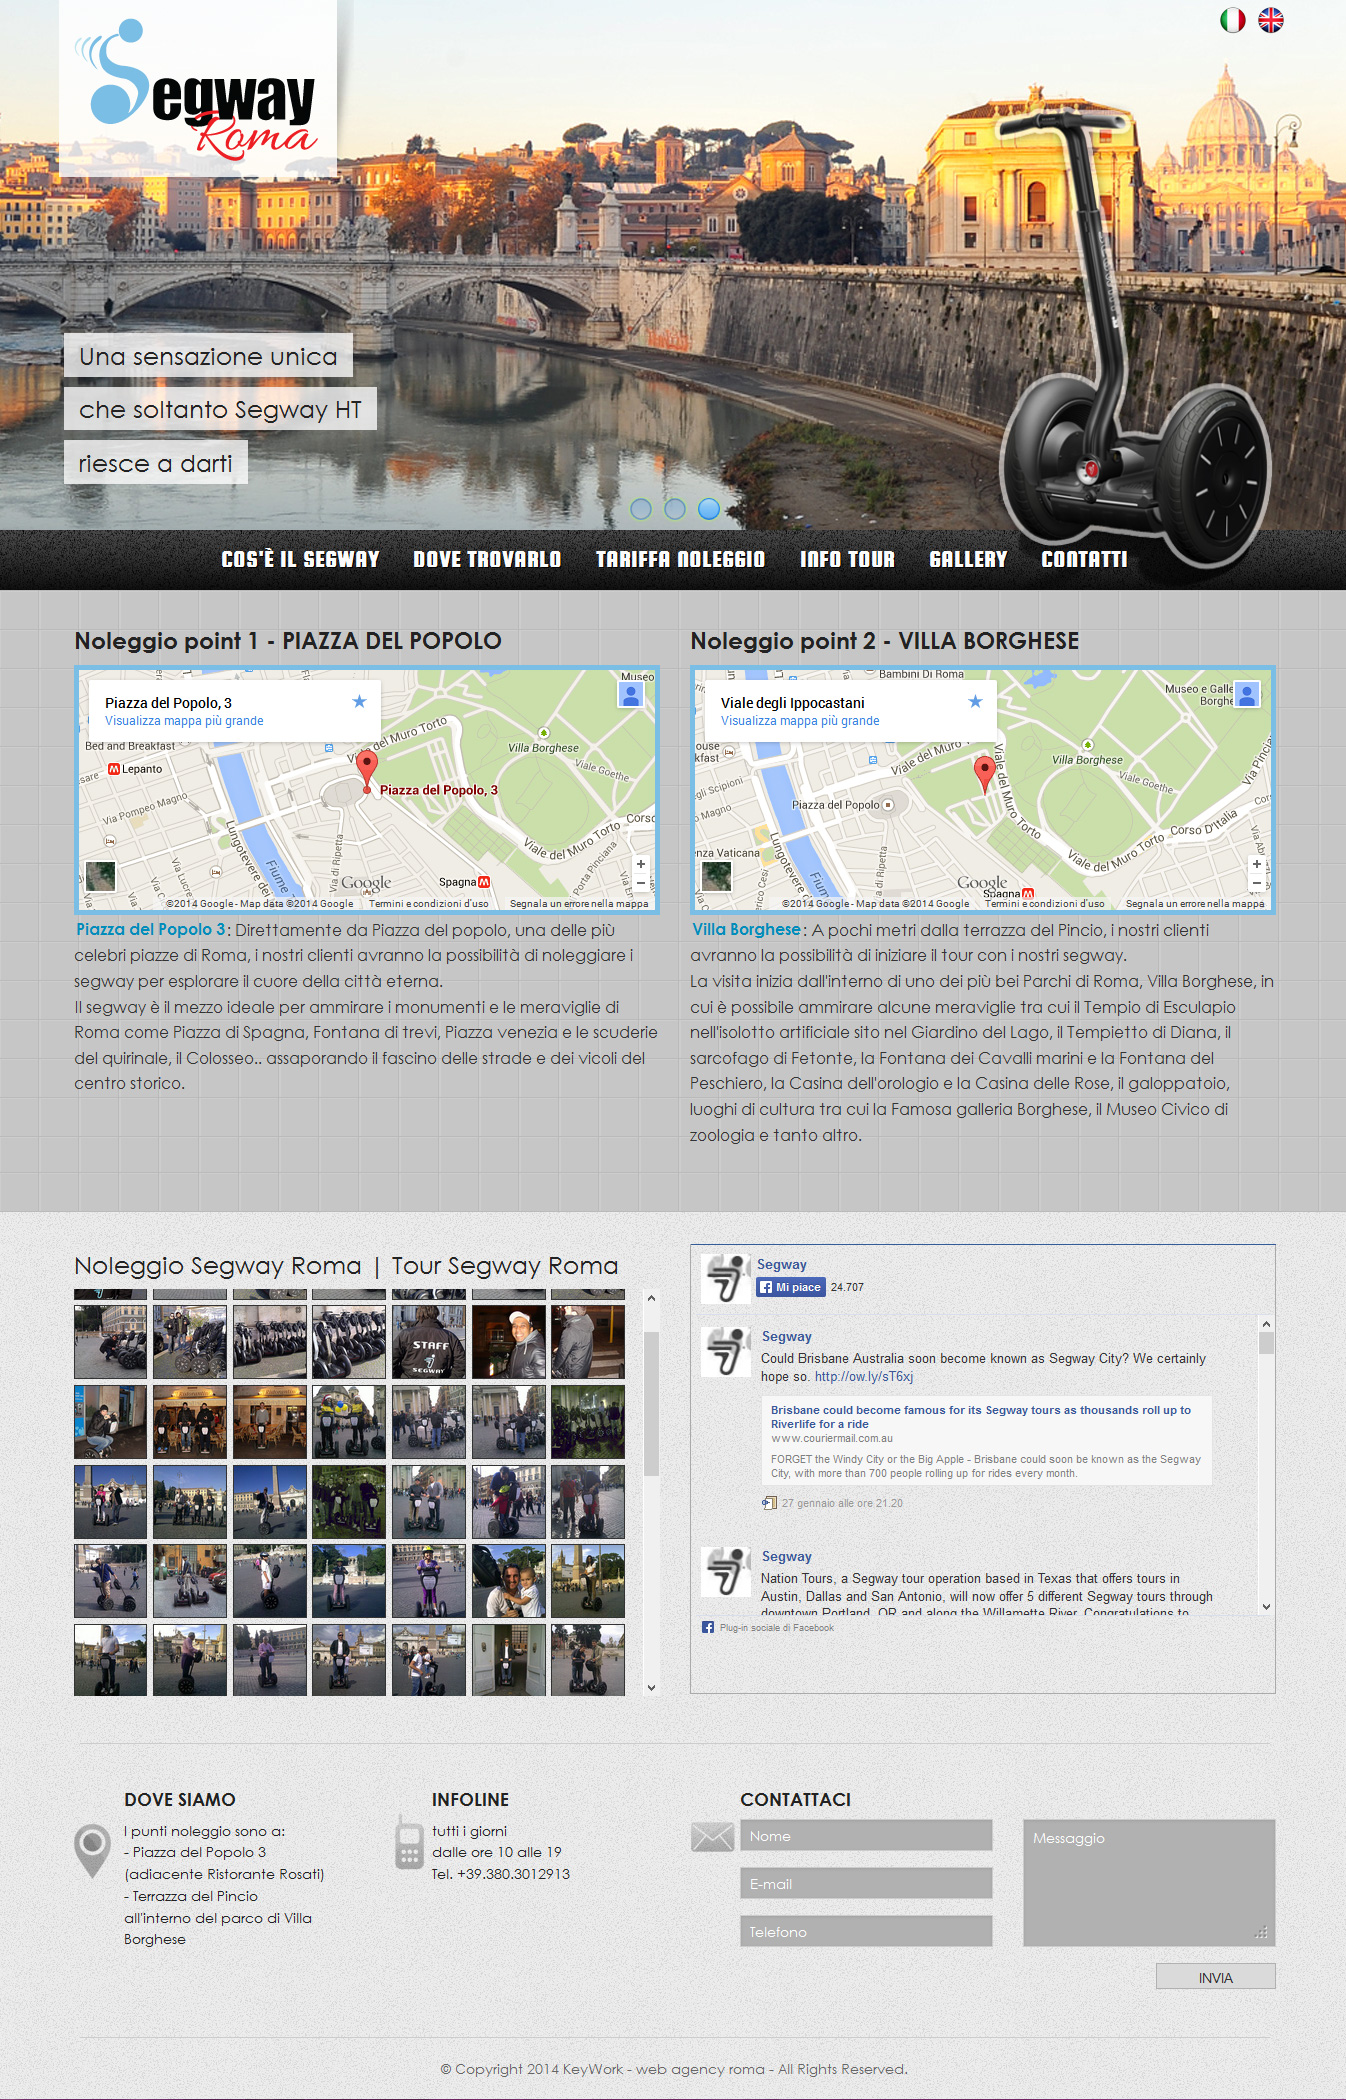 Segway
Roma
Una sensazione unica
che soltanto Segway HT
riesce a darti
COS'È IL SEGWAY DOVE TROVARLO TARIFFA NOLEGGIO INFO TOUR GALLERY CONTATTI
Noleggio point 1 - PIAZZA DEL POPOLO
Piazza del Popolo, 3
Visualizza mappa più grande
Museo
Bed and Breakfast
Lepanto
Via Pompeo Magno
Viale del Muro Torto
Villa Borghese
Viale Goethe
Piazza del Popolo, 3
Lungotevere
Fiume
Via di Ripetta
Viale del Muro Torto
Via Porta Pinciana
Corso
Google
Spagna
©2014 Google - Map data ©2014 Google Termini e condizioni d'uso Segnala un errore nella mappa
Piazza del Popolo 3: Direttamente da Piazza del popolo, una delle più
celebri piazze di Roma, i nostri clienti avranno la possibilità di noleggiare i
segway per esplorare il cuore della città eterna.
Il segway è il mezzo ideale per ammirare i monumenti e le meraviglie di
Roma come Piazza di Spagna, Fontana di trevi, Piazza venezia e le scuderie
del quirinale, il Colosseo.. assaporando il fascino delle strade e dei vicoli del
centro storico.
Noleggio point 2 - VILLA BORGHESE
Viale degli Ippocastani
Visualizza mappa più grande
Bambini Di Roma
Museo e Galle
Borghe
Viale del Muro Torto
Villa Borghese
Piazza del Popolo
Viale del Muro Torto
Corso D'Italia
Viale del Muro Torto
Google
Spagna
©2014 Google - Map data ©2014 Google Termini e condizioni d'uso Segnala un errore nella mappa
Villa Borghese: A pochi metri dalla terrazza del Pincio, i nostri clienti
avranno la possibilità di iniziare il tour con i nostri segway.
La visita inizia dall'interno di uno dei più bei Parchi di Roma, Villa Borghese, in
cui è possibile ammirare alcune meraviglie tra cui il Tempio di Esculapio
nell'isolotto artificiale sito nel Giardino del Lago, il Tempietto di Diana, il
sarcofago di Fetonte, la Fontana dei Cavalli marini e la Fontana del
Peschiero, la Casina dell'orologio e la Casina delle Rose, il galoppatoio,
luoghi di cultura tra cui la Famosa galleria Borghese, il Museo Civico di
zoologia e tanto altro.
Noleggio Segway Roma | Tour Segway Roma
STAFF
SEGWAY
Segway
Mi piace 24.707
Segway
Could Brisbane Australia soon become known as Segway City? We certainly
hope so. http://ow.ly/sT6xj
Brisbane could become famous for its Segway tours as thousands roll up to
Riverlife for a ride
www.couriermail.com.au
FORGET the Windy City or the Big Apple - Brisbane could soon be known as the Segway
City, with more than 700 people rolling up for rides every month.
27 gennaio alle ore 21.20
Segway
Nation Tours, a Segway tour operation based in Texas that offers tours in
Austin, Dallas and San Antonio, will now offer 5 different Segway tours through
downtown Portland, OR and along the Willamette River. Congratulations to
Plug-in sociale di Facebook
DOVE SIAMO
I punti noleggio sono a:
- Piazza del Popolo 3
(adiacente Ristorante Rosati)
- Terrazza del Pincio
all'interno del parco di Villa
Borghese
INFOLINE
tutti i giorni
dalle ore 10 alle 19
Tel. +39.380.3012913
CONTATTACI
Nome
E-mail
Telefono
Messaggio
INVIA
© Copyright 2014 KeyWork - web agency roma - All Rights Reserved.